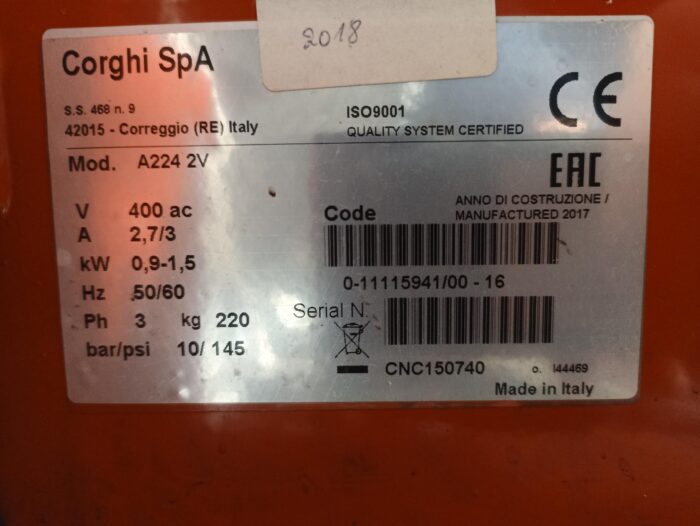 2018
Corghi SpA
S.S. 468 n. 9
42015 - Correggio (RE) Italy
ISO9001
QUALITY SYSTEM CERTIFIED
CE
Mod. A224 2V
EAC
ANNO DI COSTRUZIONE /
MANUFACTURED 2017
V 400 ac
A 2,7/3
kW 0,9-1,5
Hz 50/60
Ph 3 kg 220
bar/psi 10/ 145
Code
0-11115941/00 - 16
Serial N.
CNC150740
o. I44469
Made in Italy